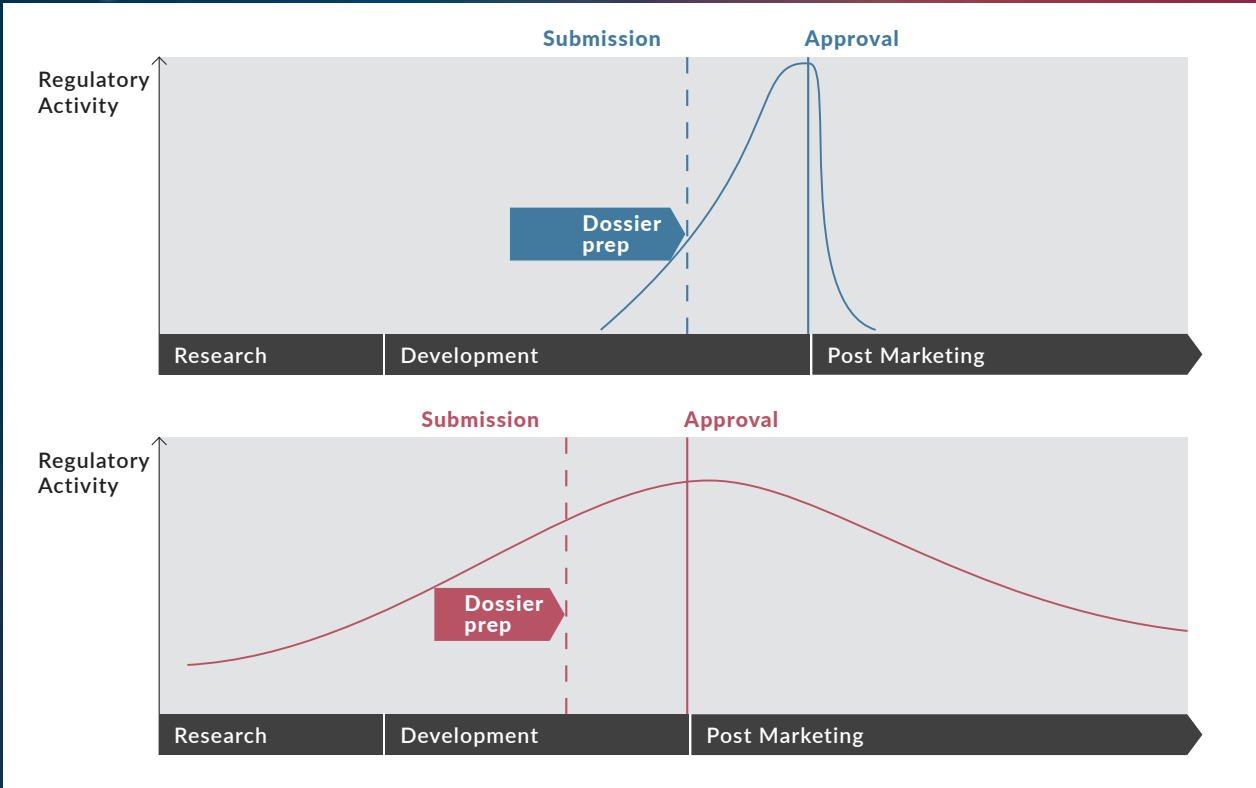 Submission
Approval
Regulatory
Activity
Dossier
prep
Research
Development
Post Marketing
Submission
Approval
Regulatory
Activity
Dossier
prep
Research
Development
Post Marketing